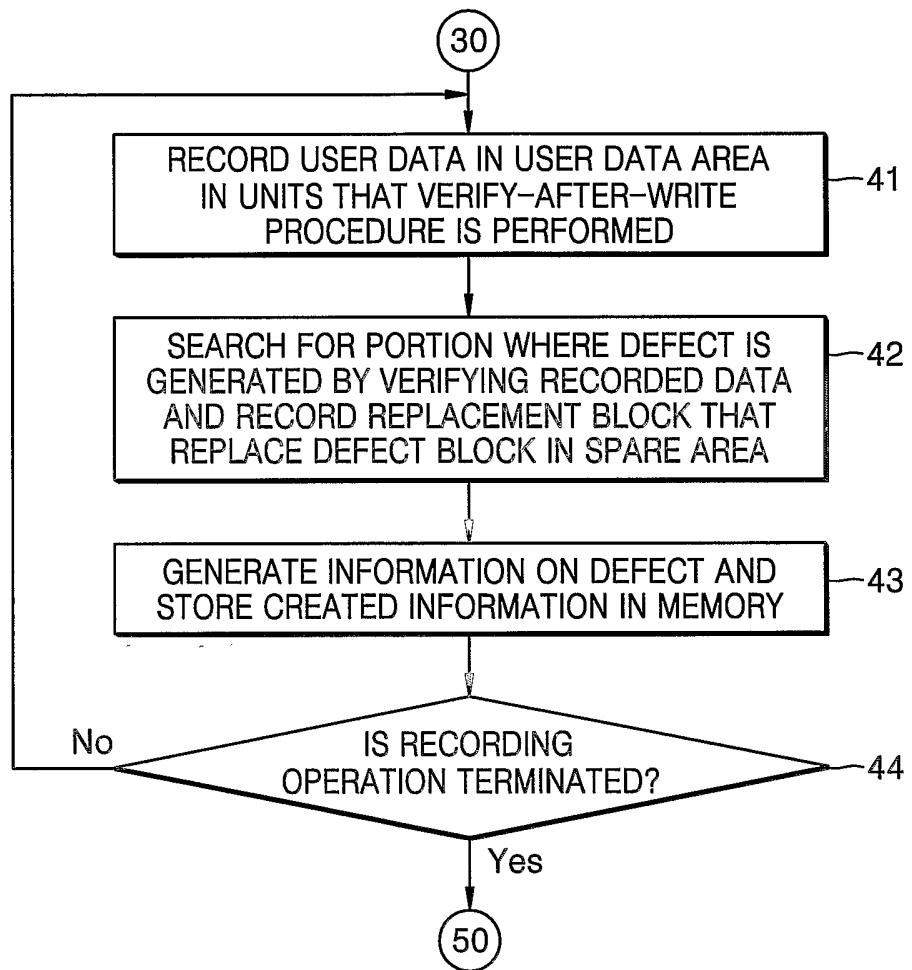 30
RECORD USER DATA IN USER DATA AREA
IN UNITS THAT VERIFY-AFTER-WRITE
PROCEDURE IS PERFORMED
41
SEARCH FOR PORTION WHERE DEFECT IS
GENERATED BY VERIFYING RECORDED DATA
AND RECORD REPLACEMENT BLOCK THAT
REPLACE DEFECT BLOCK IN SPARE AREA
42
GENERATE INFORMATION ON DEFECT AND
STORE CREATED INFORMATION IN MEMORY
43
No
IS RECORDING
OPERATION TERMINATED?
44
Yes
50